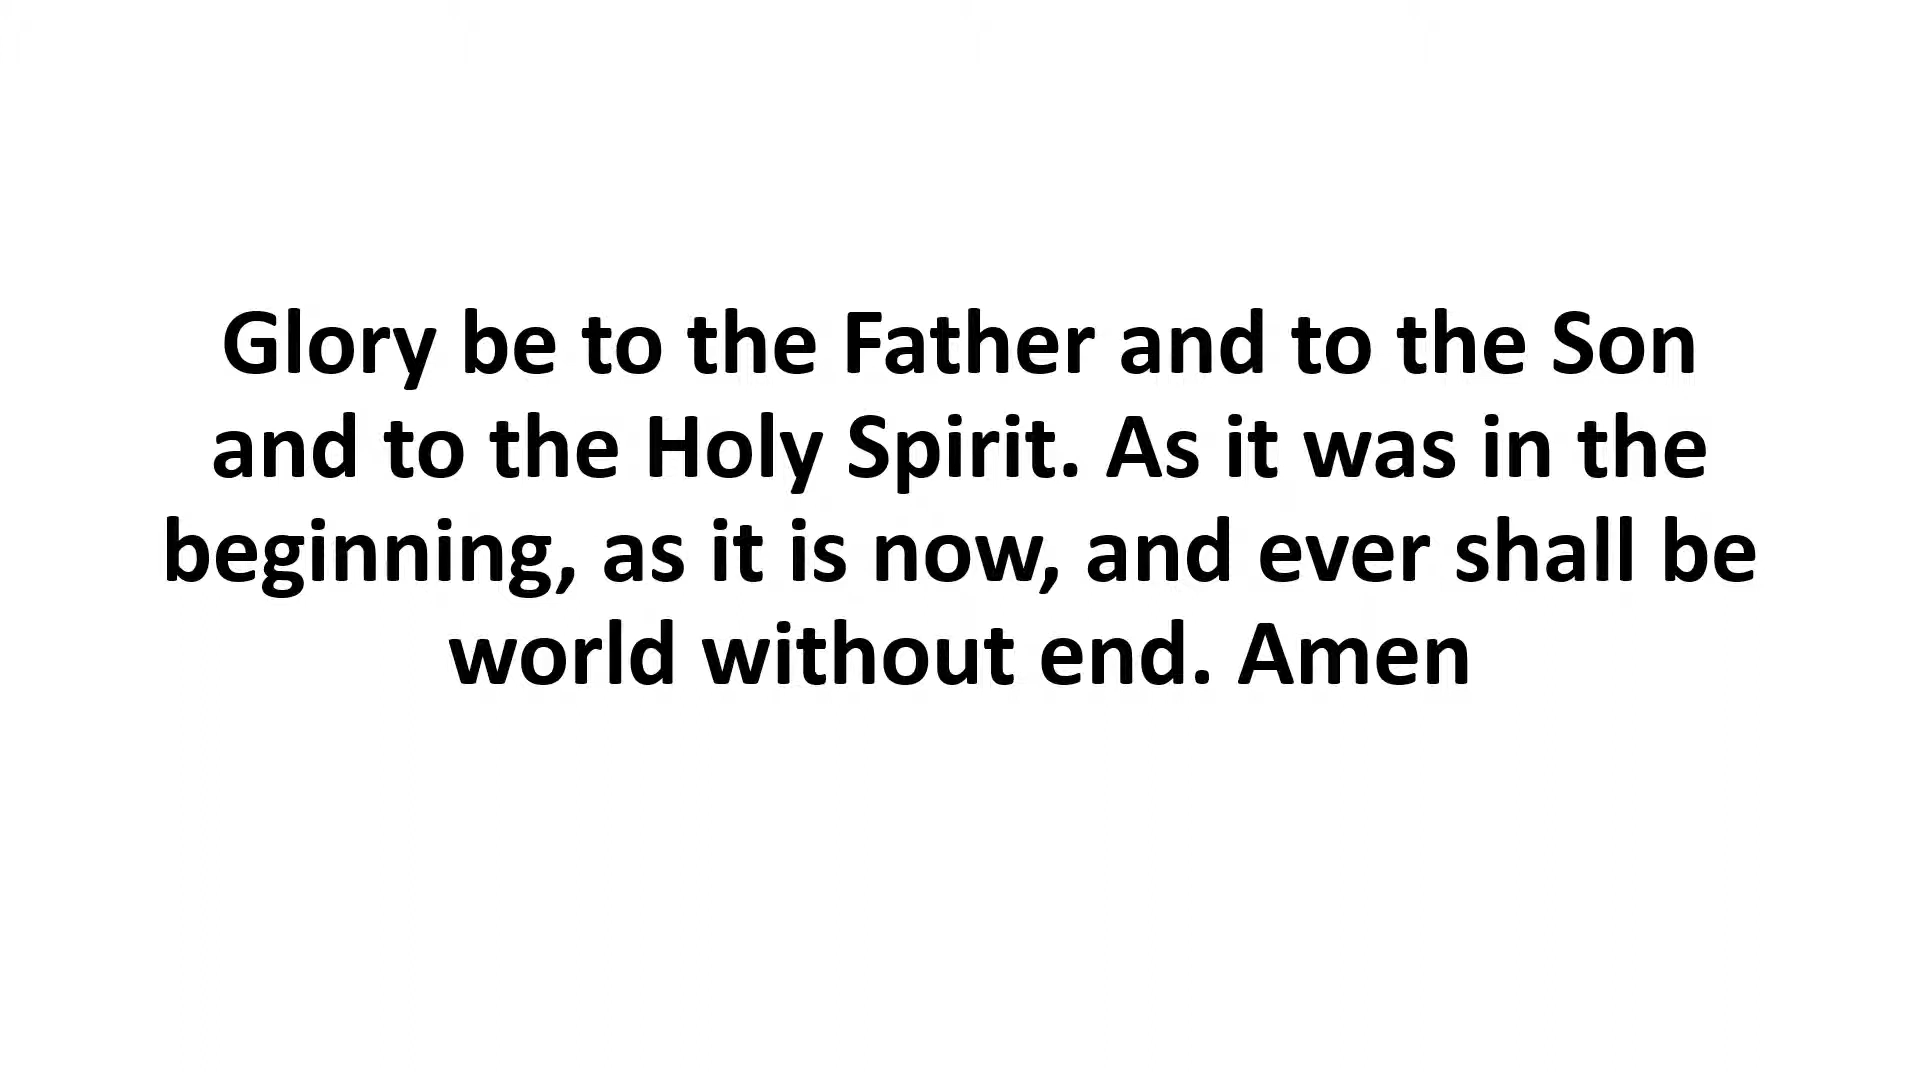 Glory be to the Father and to the Son
and to the Holy Spirit. As it was in the
beginning, as it is now, and ever shall be
world without end. Amen